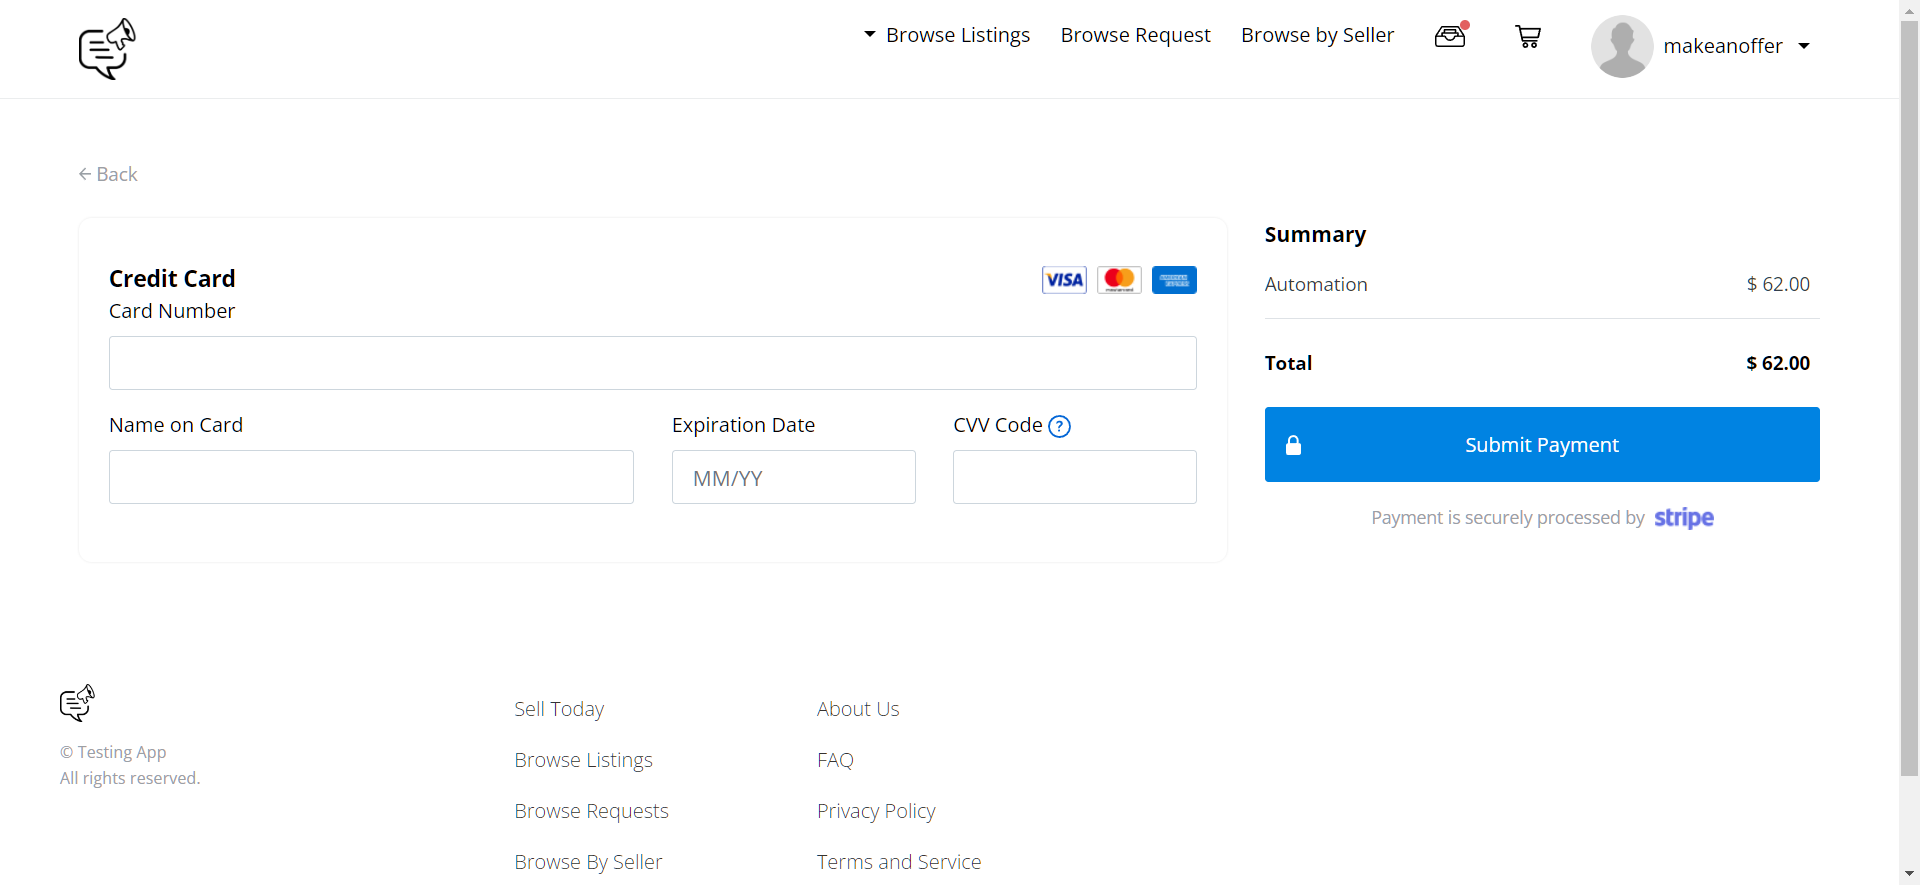 Browse Listings Browse Request Browse by Seller makeanoffer
Back
Credit Card VISA
Card Number
Name on Card Expiration Date CVV Code ?
MM/YY
Summary
Automation $ 62.00
Total $ 62.00
Submit Payment
Payment is securely processed by stripe
© Testing App
All rights reserved.
Sell Today
Browse Listings
Browse Requests
Browse By Seller
About Us
FAQ
Privacy Policy
Terms and Service